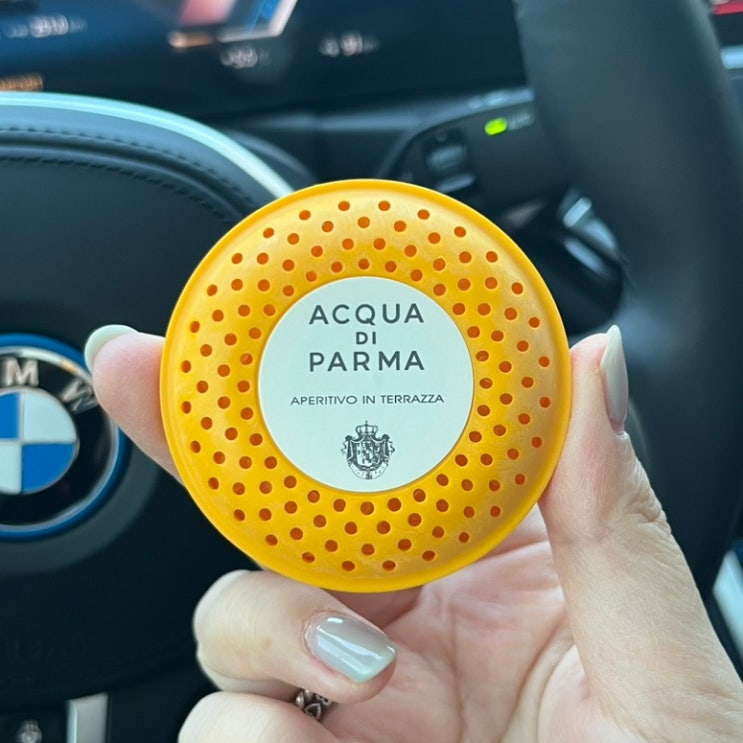 ACQUA
DI
PARMA
APERITIVO IN TERRAZZA
M W